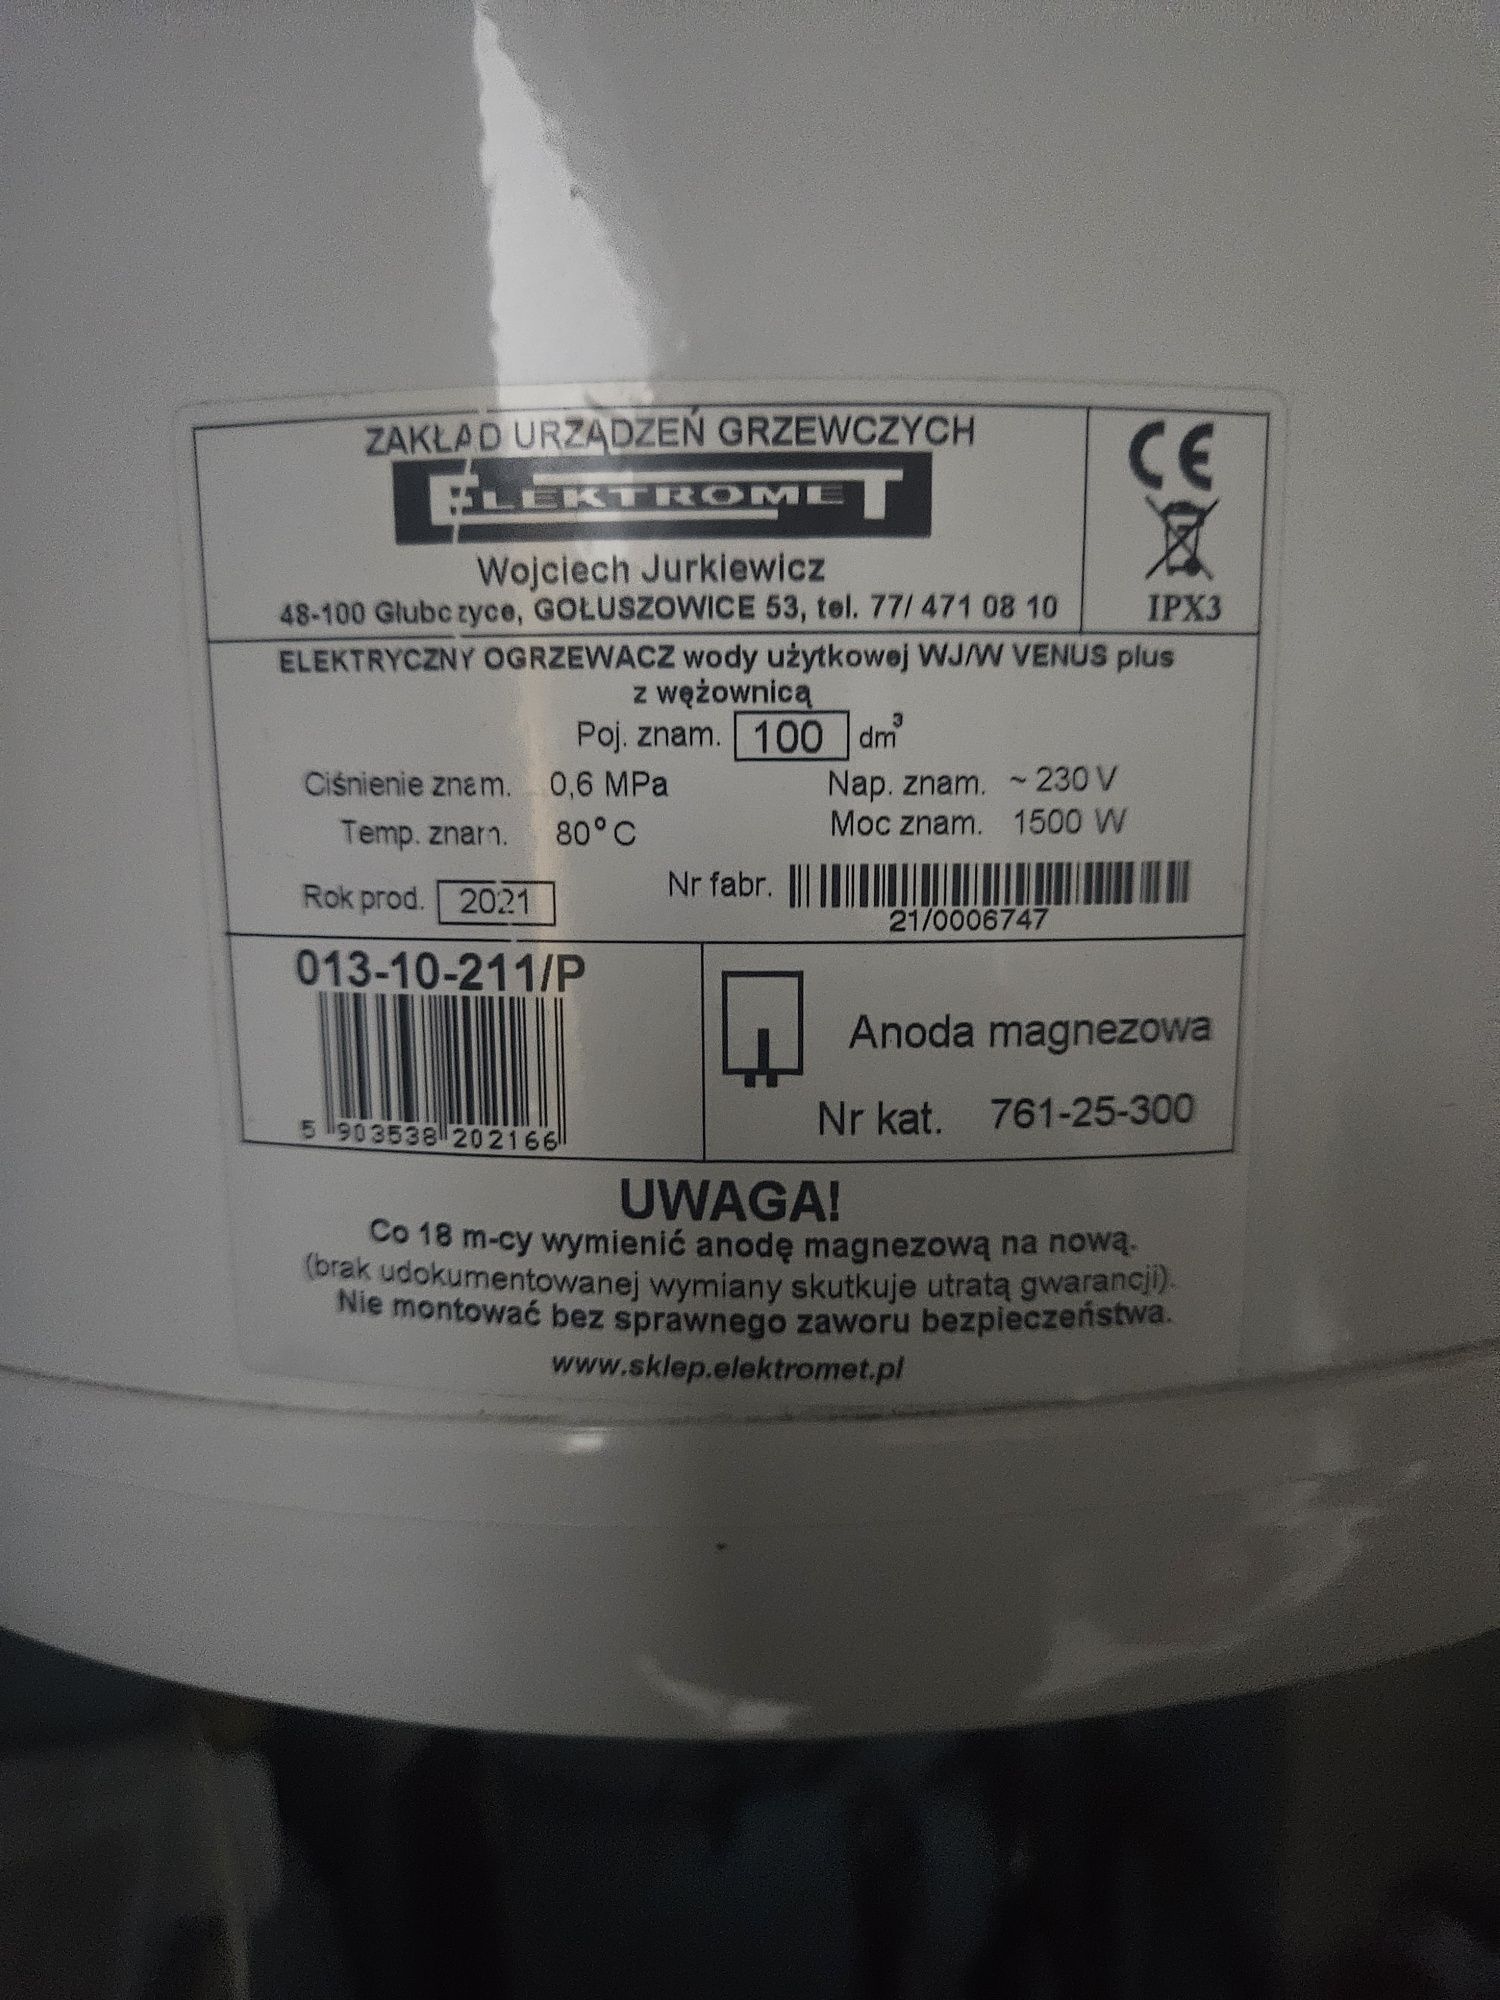 ZAKŁAD URZĄDZEŃ GRZEWCZYCH
ELEKTROMET
Wojciech Jurkiewicz
48-100 Głubczyce, GOŁUSZOWICE 53, tel. 77/ 471 08 10
CE
IPX3
ELEKTRYCZNY OGRZEWACZ wody użytkowej WJ/W VENUS plus
z wężownicą
Poj. znam. 100 dm³
Ciśnienie znam. 0,6 MPa Nap. znam. ~ 230 V
Temp. znam. 80°C Moc znam. 1500 W
Rok prod. 2021 Nr fabr.
21/0006747
013-10-211/P
5 903538 202166
Anoda magnezowa
Nr kat. 761-25-300
UWAGA!
Co 18 m-cy wymienić anodę magnezową na nową.
(brak udokumentowanej wymiany skutkuje utratą gwarancji).
Nie montować bez sprawnego zaworu bezpieczeństwa.
www.sklep.elektromet.pl